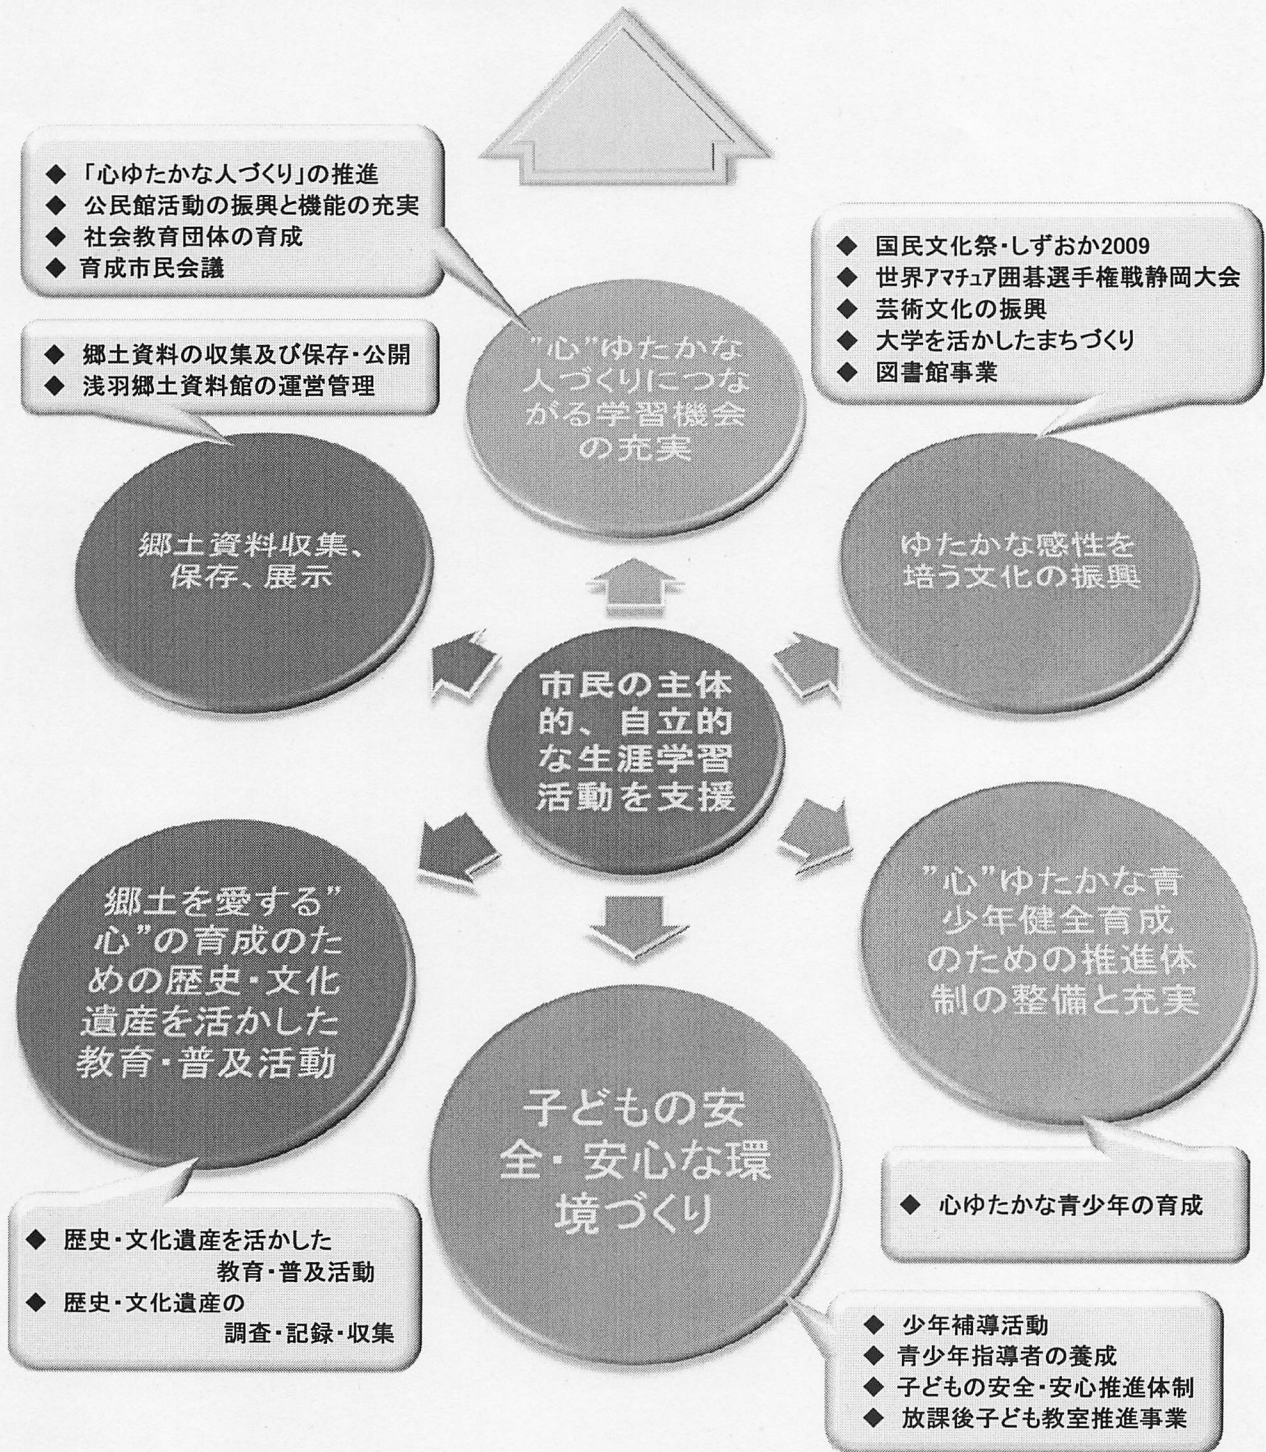 ◆ 「心ゆたかな人づくり」の推進
◆ 公民館活動の振興と機能の充実
◆ 社会教育団体の育成
◆ 育成市民会議
◆ 国民文化祭・しずおか2009
◆ 世界アマチュア囲碁選手権戦静岡大会
◆ 芸術文化の振興
◆ 大学を活かしたまちづくり
◆ 図書館事業
◆ 郷土資料の収集及び保存・公開
◆ 浅羽郷土資料館の運営管理
"心"ゆたかな
人づくりにつな
がる学習機会
の充実
郷土資料収集、
保存、展示
ゆたかな感性を
培う文化の振興
市民の主体
的、自立的
な生涯学習
活動を支援
郷土を愛する"
心"の育成のた
めの歴史・文化
遺産を活かした
教育・普及活動
"心"ゆたかな青
少年健全育成
のための推進体
制の整備と充実
子どもの安
全・安心な環
境づくり
◆ 心ゆたかな青少年の育成
◆ 歴史・文化遺産を活かした
教育・普及活動
◆ 歴史・文化遺産の
調査・記録・収集
◆ 少年補導活動
◆ 青少年指導者の養成
◆ 子どもの安全・安心推進体制
◆ 放課後子ども教室推進事業